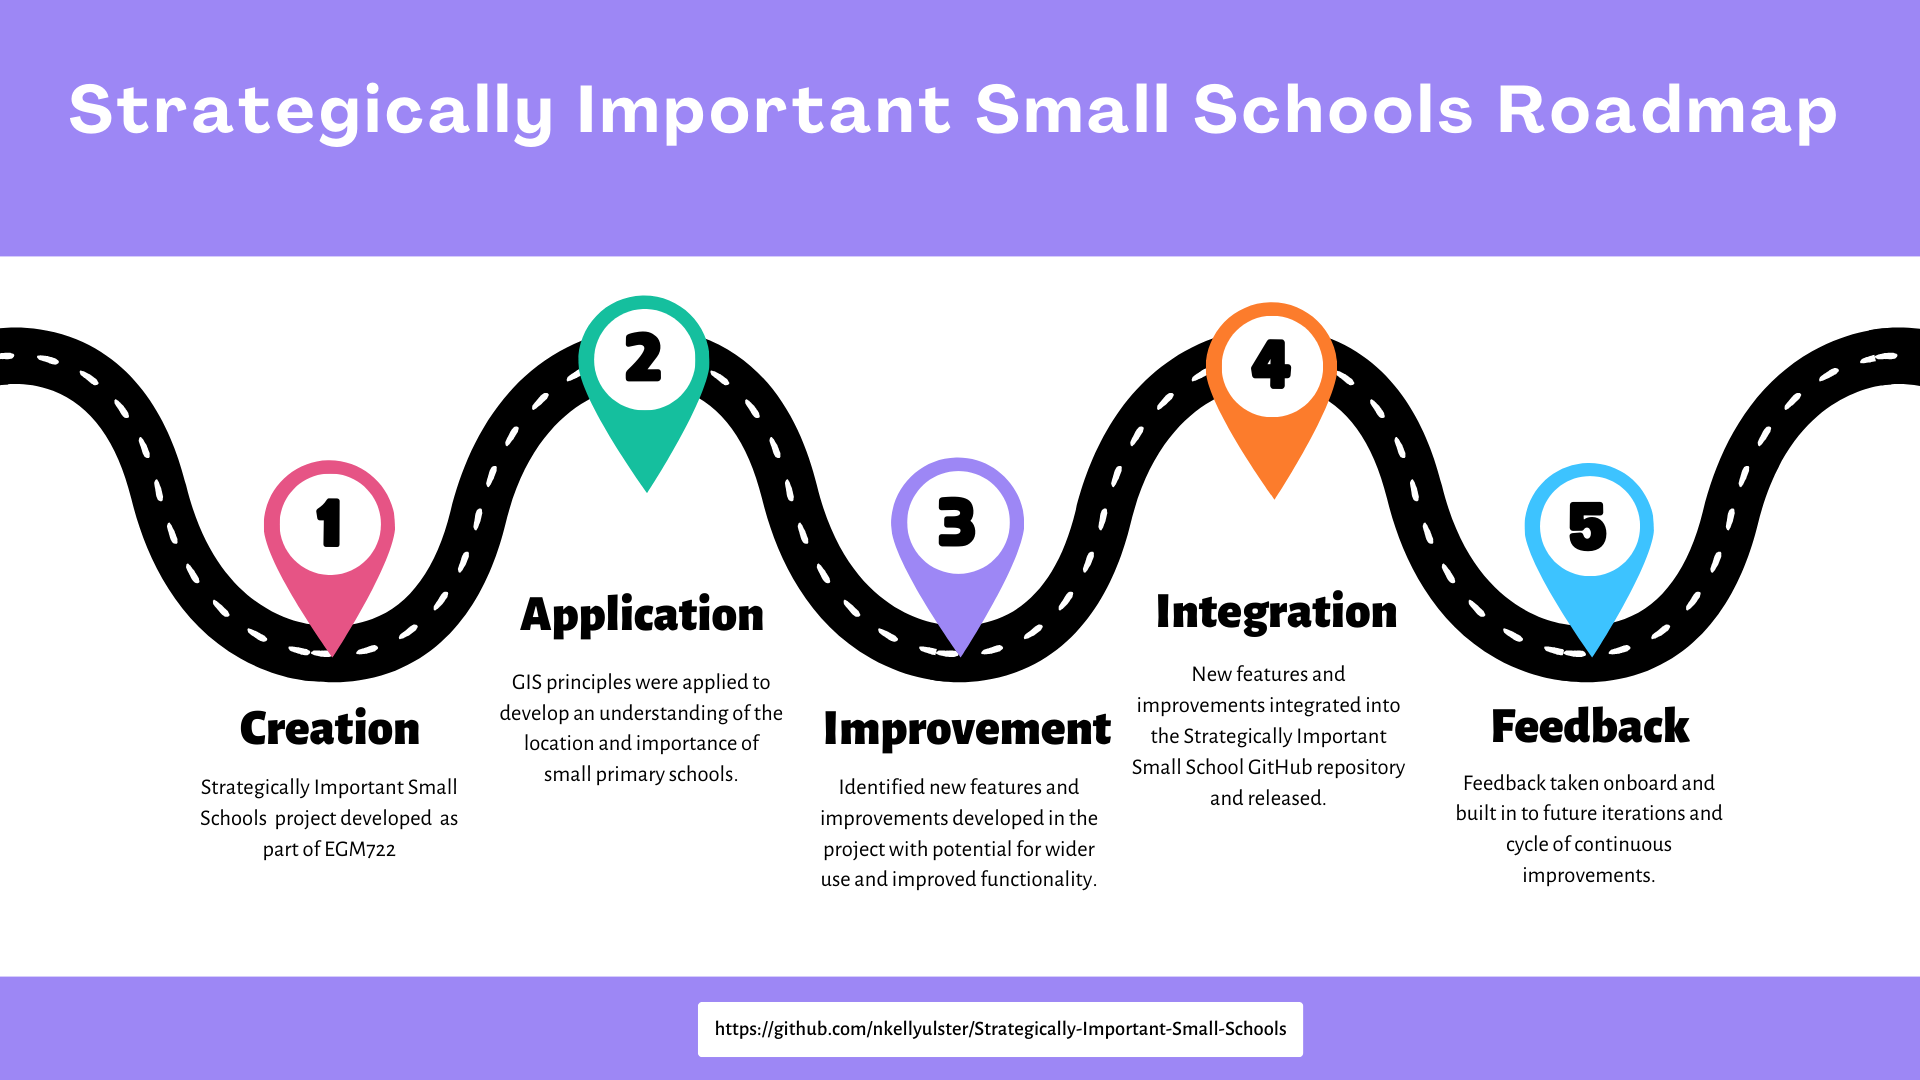 Strategically Important Small Schools Roadmap
1
Creation
Strategically Important Small
Schools  project developed  as
part of EGM722
2
Application
GIS principles were applied to
develop an understanding of the
location and importance of
small primary schools.
3
Improvement
Identified new features and
improvements developed in the
project with potential for wider
use and improved functionality.
4
Integration
New features and
improvements integrated into
the Strategically Important
Small School GitHub repository
and released.
5
Feedback
Feedback taken onboard and
built in to future iterations and
cycle of continuous
improvements.
https://github.com/nkellyulster/Strategically-Important-Small-Schools